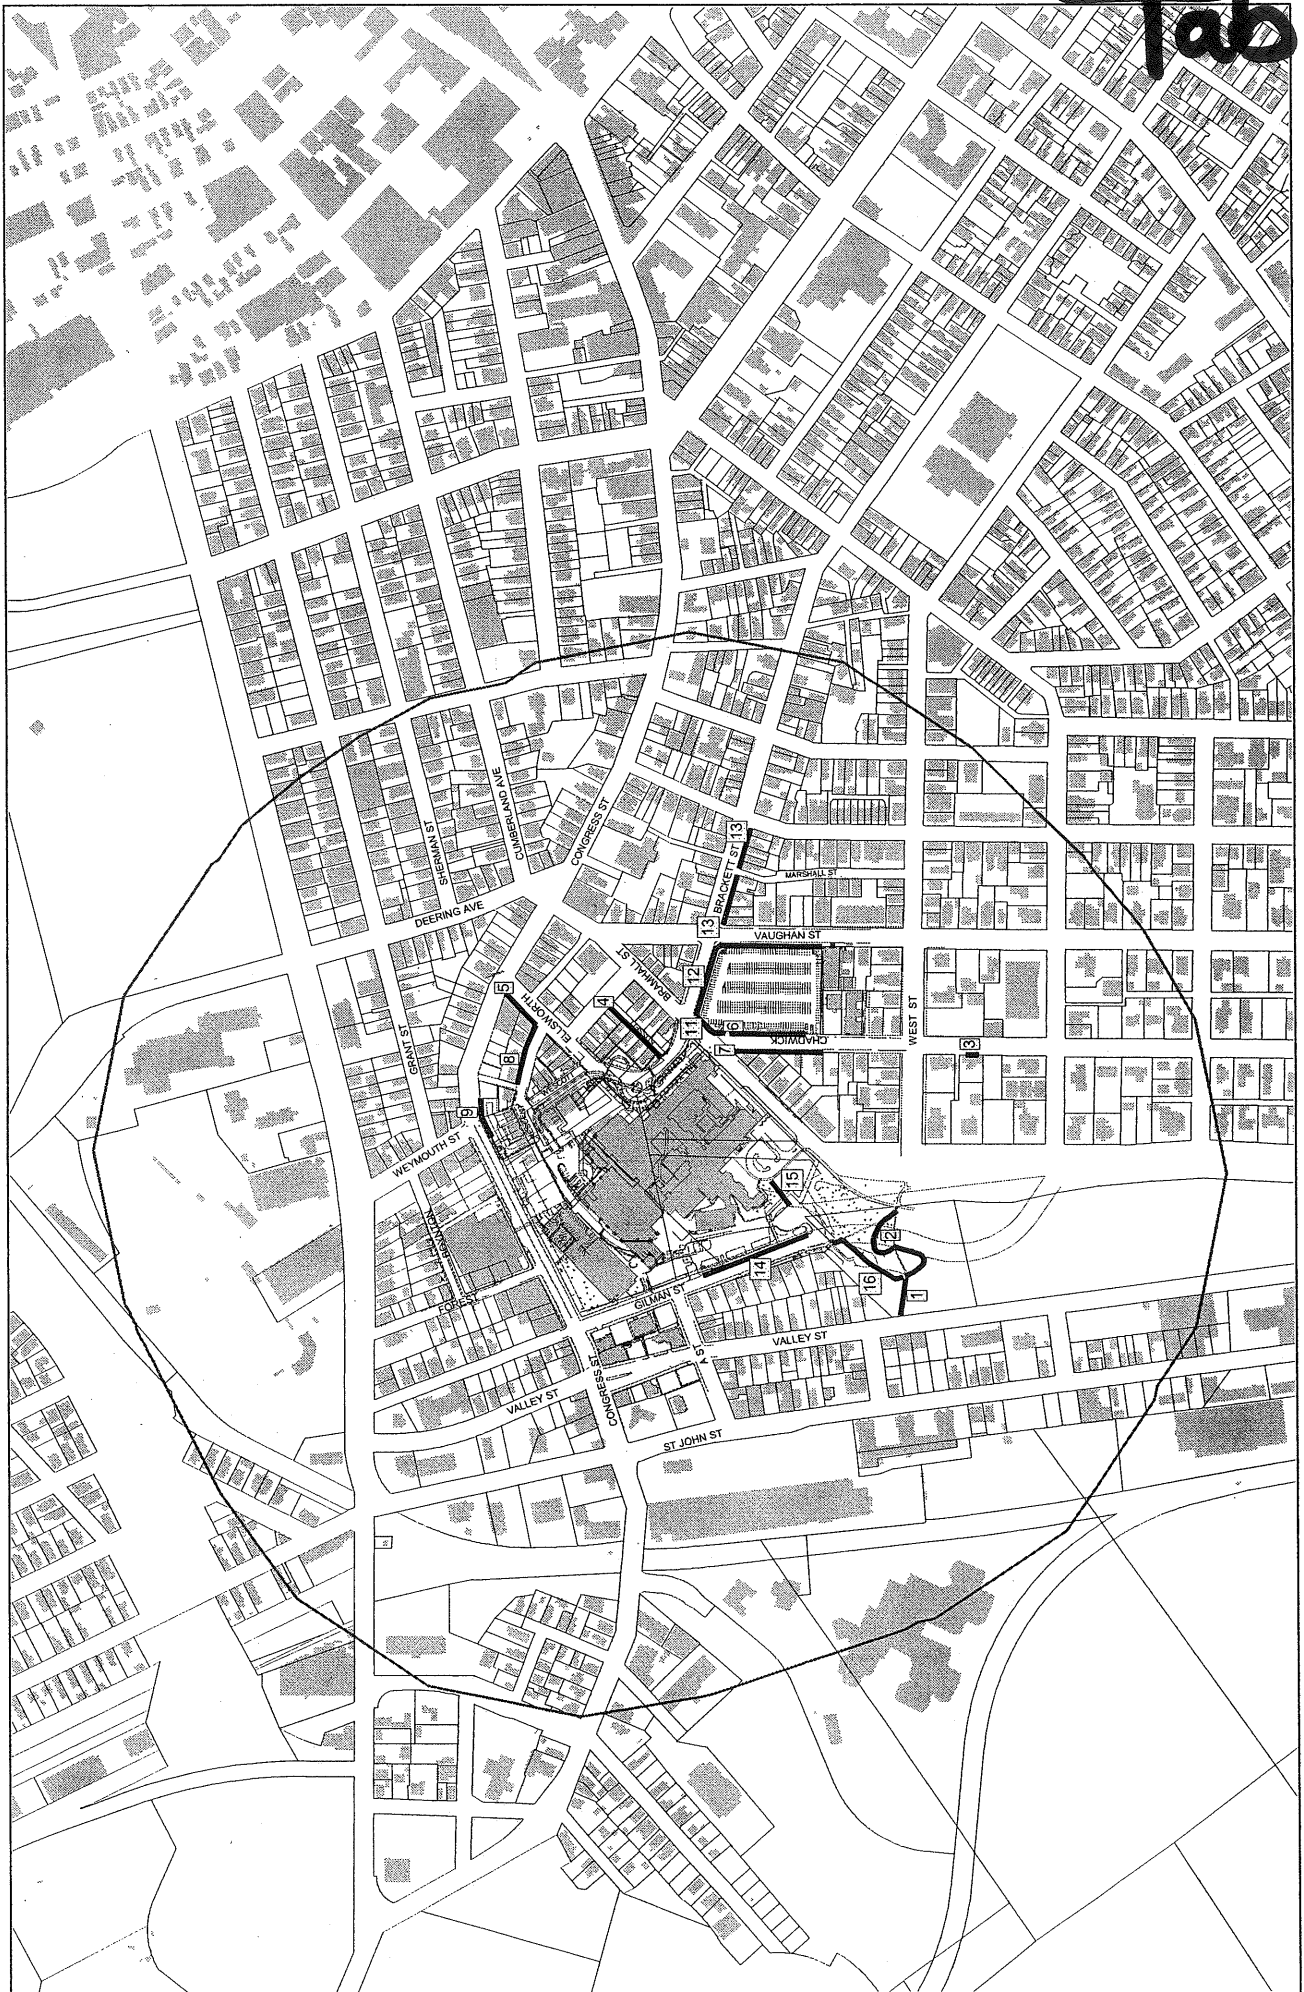 Tab
SHERMAN ST
CUMBERLAND AVE
CONGRESS ST
DEERING AVE
BRACKETT ST
13
13
MARSHALL ST
VAUGHAN ST
BRAMHALL ST
12
5
ELLSWORTH
4
11
6
7
CHADWICK
WEST ST
3
GRANT ST
8
9
WEYMOUTH ST
15
2
14
16
1
FOREST
GILMAN ST
VALLEY ST
A ST
CONGRESS ST
VALLEY ST
ST JOHN ST